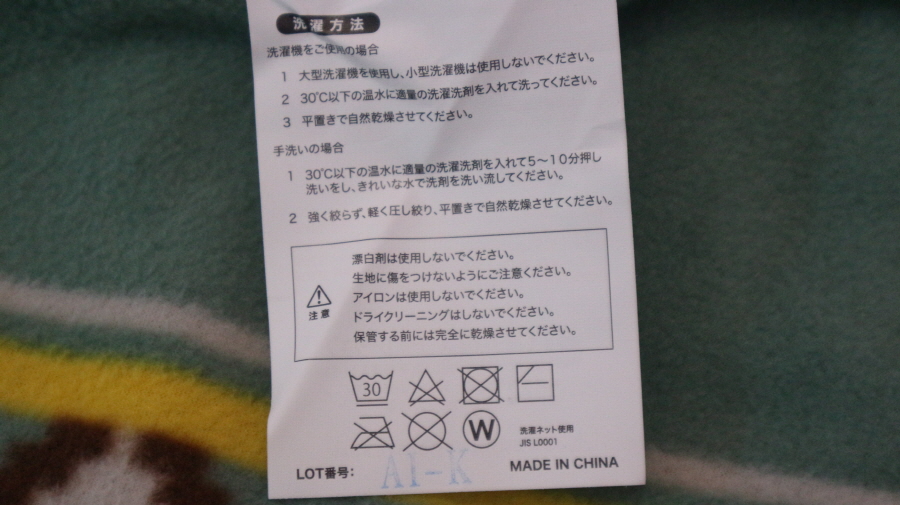 洗濯方法
洗濯機をご使用の場合
1 大型洗濯機を使用し、小型洗濯機は使用しないでください。
2 30℃以下の温水に適量の洗濯洗剤を入れて洗ってください。
3 平置きで自然乾燥させてください。
手洗いの場合
1 30℃以下の温水に適量の洗濯洗剤を入れて5〜10分押し
洗いをし、きれいな水で洗剤を洗い流してください。
2 強く絞らず、軽く圧し絞り、平置きで自然乾燥させてください。
漂白剤は使用しないでください。
生地に傷をつけないようにご注意ください。
アイロンは使用しないでください。
ドライクリーニングはしないでください。
保管する前には完全に乾燥させてください。
注意
30
W
洗濯ネット使用
JIS L0001
LOT番号: A1-K
MADE IN CHINA